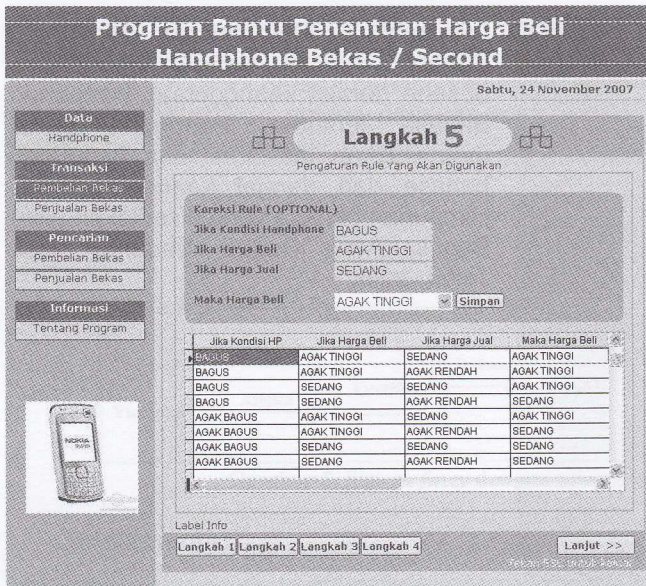 Program Bantu Penentuan Harga Beli
Handphone Bekas / Second
Sabtu, 24 November 2007
Data
Handphone
Transaksi
Pembelian Bekas
Penjualan Bekas
Pencarian
Pembelian Bekas
Penjualan Bekas
Informasi
Tentang Program
NOKIA
Langkah 5
Pengaturan Rule Yang Akan Digunakan
Koreksi Rule (OPTIONAL)
Jika Kondisi Handphone BAGUS
Jika Harga Beli AGAK TINGGI
Jika Harga Jual SEDANG
Maka Harga Beli AGAK TINGGI Simpan
Jika Kondisi HP Jika Harga Beli Jika Harga Jual Maka Harga Beli
BAGUS AGAK TINGGI SEDANG AGAK TINGGI
BAGUS AGAK TINGGI AGAK RENDAH AGAK TINGGI
BAGUS SEDANG SEDANG AGAK TINGGI
BAGUS SEDANG AGAK RENDAH SEDANG
AGAK BAGUS AGAK TINGGI SEDANG AGAK TINGGI
AGAK BAGUS AGAK TINGGI AGAK RENDAH SEDANG
AGAK BAGUS SEDANG SEDANG SEDANG
AGAK BAGUS SEDANG AGAK RENDAH SEDANG
Label Info
Langkah 1 Langkah 2 Langkah 3 Langkah 4 Lanjut >>
Tekan ESC untuk keluar